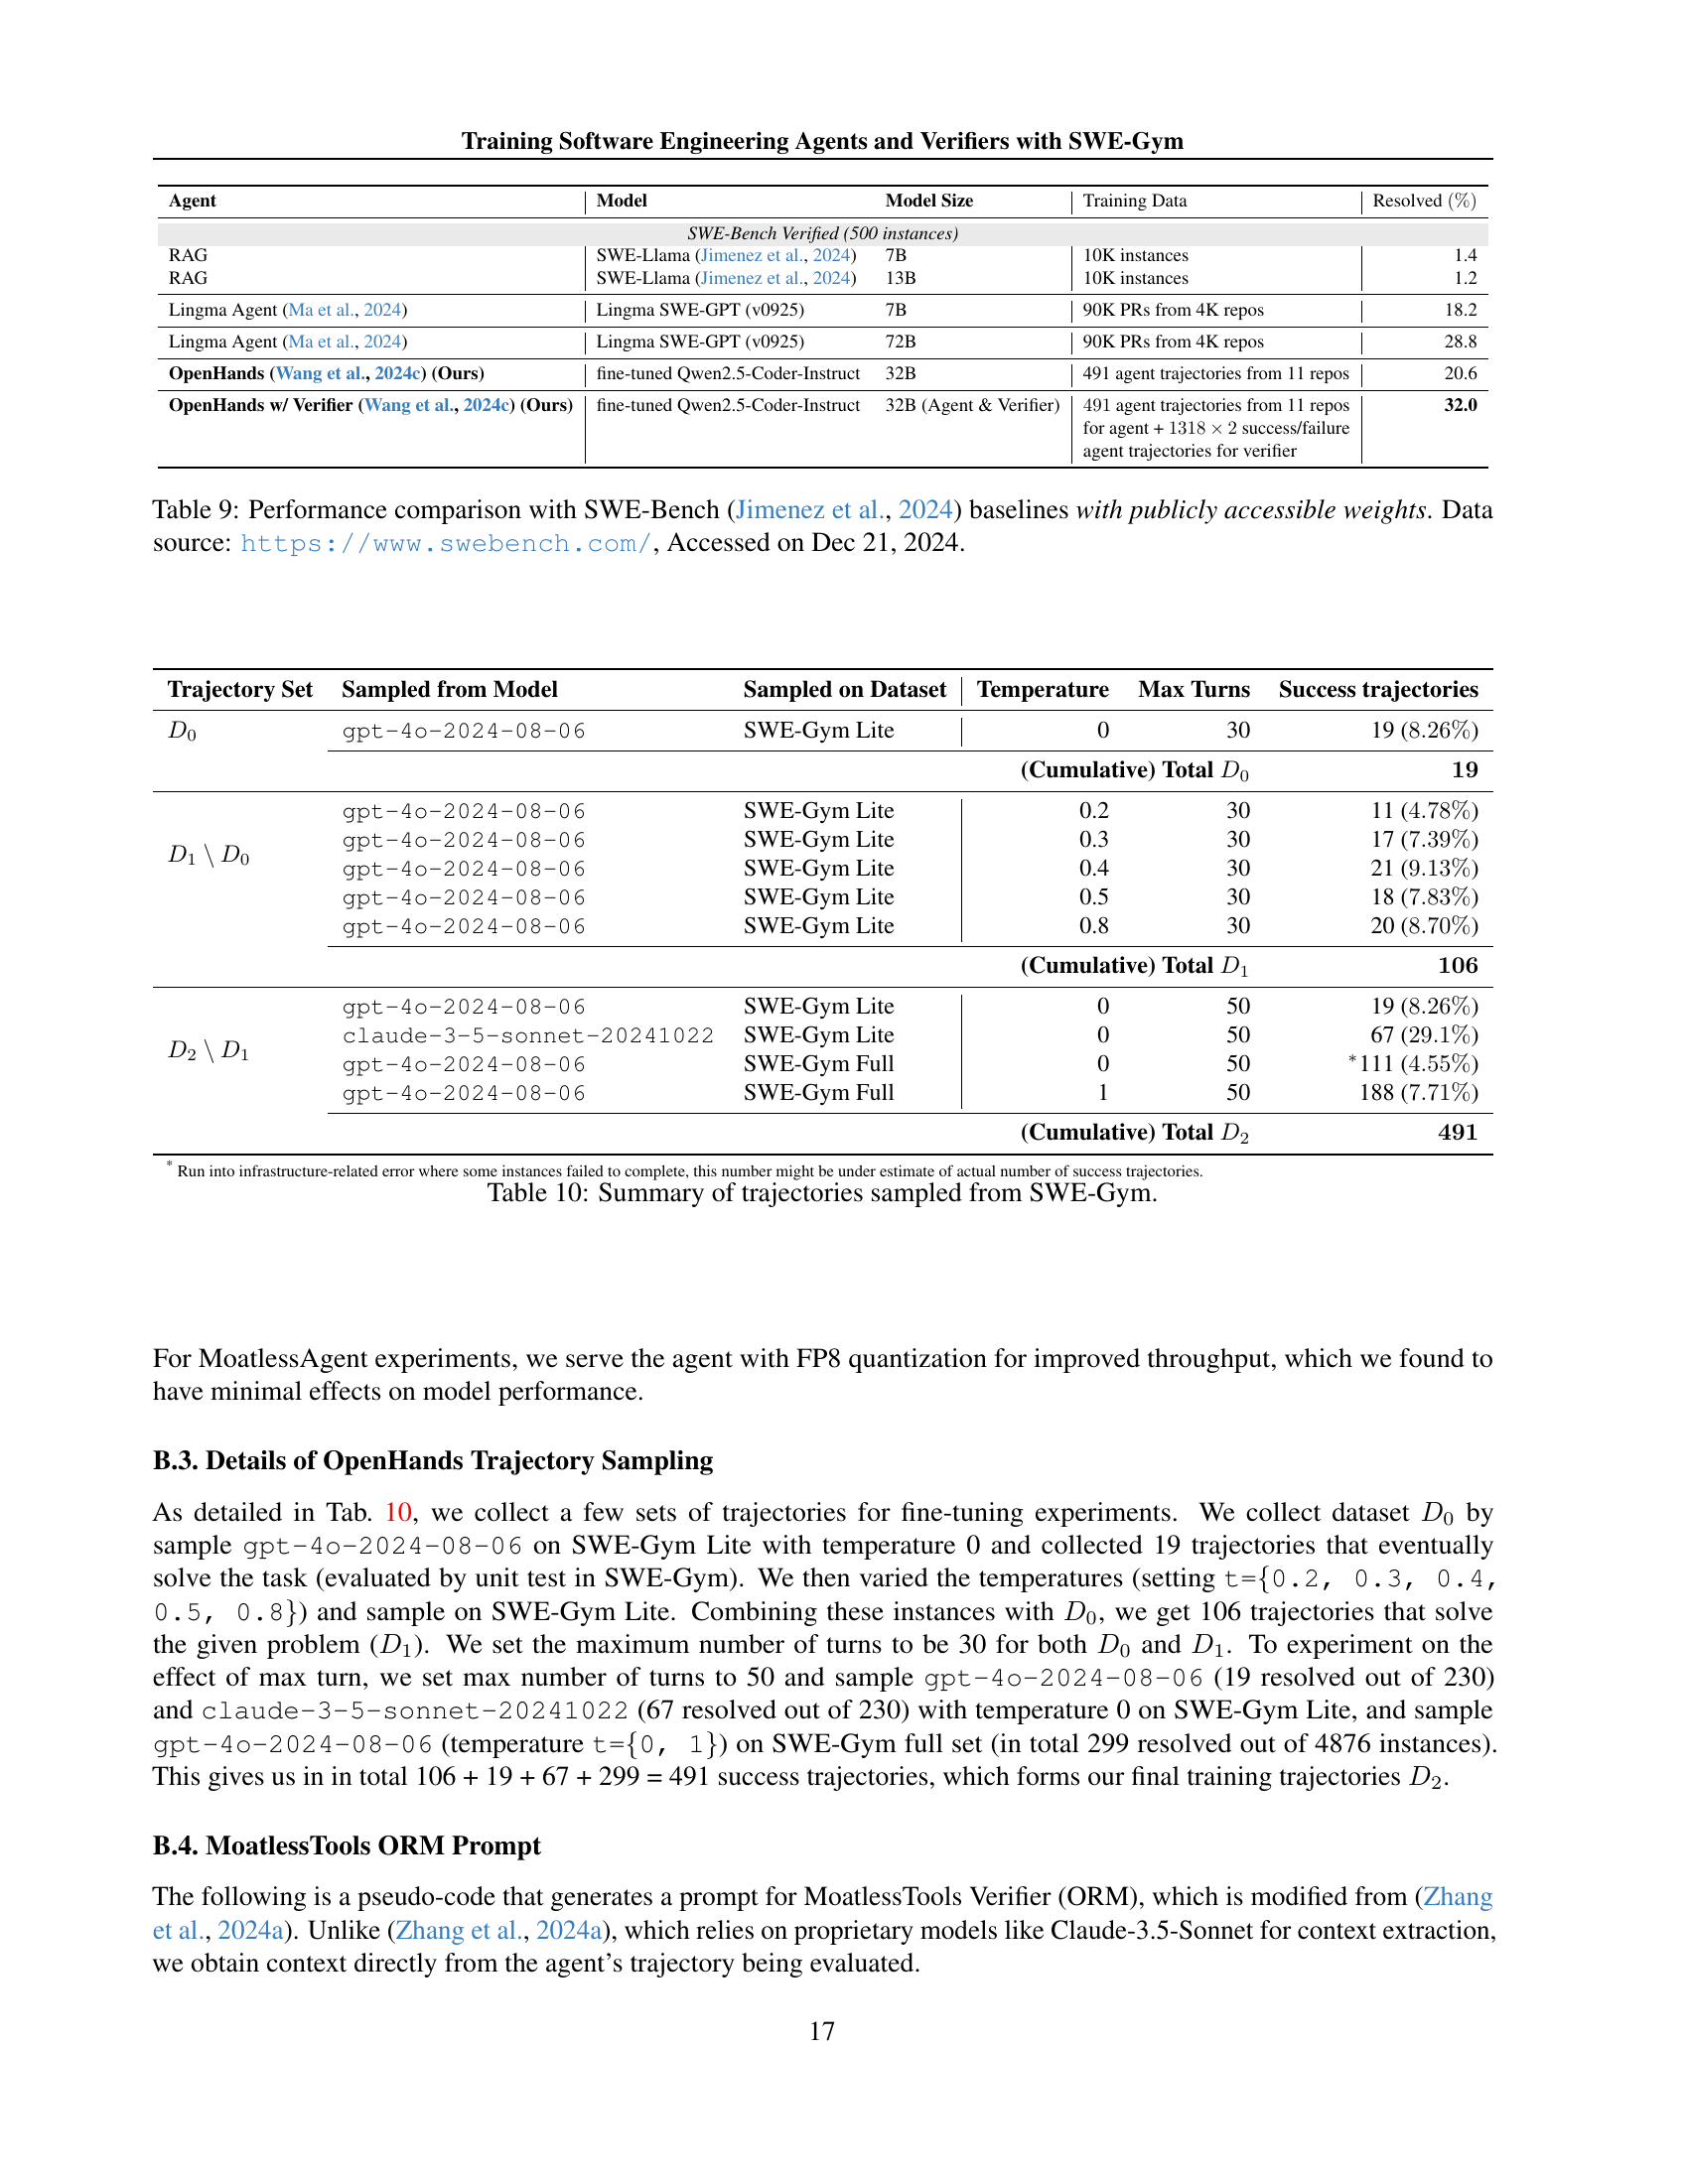 Training Software Engineering Agents and Verifiers with SWE-Gym
Agent Model Model Size Training Data Resolved (%)
SWE-Bench Verified (500 instances)
RAG SWE-Llama (Jimenez et al., 2024) 7B 10K instances 1.4
RAG SWE-Llama (Jimenez et al., 2024) 13B 10K instances 1.2
Lingma Agent (Ma et al., 2024) Lingma SWE-GPT (v0925) 7B 90K PRs from 4K repos 18.2
Lingma Agent (Ma et al., 2024) Lingma SWE-GPT (v0925) 72B 90K PRs from 4K repos 28.8
OpenHands (Wang et al., 2024c) (Ours) fine-tuned Qwen2.5-Coder-Instruct 32B 491 agent trajectories from 11 repos 20.6
OpenHands w/ Verifier (Wang et al., 2024c) (Ours) fine-tuned Qwen2.5-Coder-Instruct 32B (Agent & Verifier) 491 agent trajectories from 11 repos 32.0
for agent + 1318 × 2 success/failure
agent trajectories for verifier
Table 9: Performance comparison with SWE-Bench (Jimenez et al., 2024) baselines with publicly accessible weights. Data
source: https://www.swebench.com/, Accessed on Dec 21, 2024.
Trajectory Set Sampled from Model Sampled on Dataset Temperature Max Turns Success trajectories
D0 gpt-4o-2024-08-06 SWE-Gym Lite 0 30 19 (8.26%)
(Cumulative) Total D0 19
gpt-4o-2024-08-06 SWE-Gym Lite 0.2 30 11 (4.78%)
gpt-4o-2024-08-06 SWE-Gym Lite 0.3 30 17 (7.39%)
D1 \ D0
gpt-4o-2024-08-06 SWE-Gym Lite 0.4 30 21 (9.13%)
gpt-4o-2024-08-06 SWE-Gym Lite 0.5 30 18 (7.83%)
gpt-4o-2024-08-06 SWE-Gym Lite 0.8 30 20 (8.70%)
(Cumulative) Total D1 106
gpt-4o-2024-08-06 SWE-Gym Lite 0 50 19 (8.26%)
claude-3-5-sonnet-20241022 SWE-Gym Lite 0 50 67 (29.1%)
D2 \ D1
gpt-4o-2024-08-06 SWE-Gym Full 0 50 *111 (4.55%)
gpt-4o-2024-08-06 SWE-Gym Full 1 50 188 (7.71%)
(Cumulative) Total D2 491
* Run into infrastructure-related error where some instances failed to complete, this number might be under estimate of actual number of success trajectories.
Table 10: Summary of trajectories sampled from SWE-Gym.
For MoatlessAgent experiments, we serve the agent with FP8 quantization for improved throughput, which we found to
have minimal effects on model performance.
B.3. Details of OpenHands Trajectory Sampling
As detailed in Tab. 10, we collect a few sets of trajectories for fine-tuning experiments. We collect dataset D0 by
sample gpt-4o-2024-08-06 on SWE-Gym Lite with temperature 0 and collected 19 trajectories that eventually
solve the task (evaluated by unit test in SWE-Gym). We then varied the temperatures (setting t={0.2, 0.3, 0.4,
0.5, 0.8}) and sample on SWE-Gym Lite. Combining these instances with D0, we get 106 trajectories that solve
the given problem (D1). We set the maximum number of turns to be 30 for both D0 and D1. To experiment on the
effect of max turn, we set max number of turns to 50 and sample gpt-4o-2024-08-06 (19 resolved out of 230)
and claude-3-5-sonnet-20241022 (67 resolved out of 230) with temperature 0 on SWE-Gym Lite, and sample
gpt-4o-2024-08-06 (temperature t={0, 1}) on SWE-Gym full set (in total 299 resolved out of 4876 instances).
This gives us in in total 106 + 19 + 67 + 299 = 491 success trajectories, which forms our final training trajectories D2.
B.4. MoatlessTools ORM Prompt
The following is a pseudo-code that generates a prompt for MoatlessTools Verifier (ORM), which is modified from (Zhang
et al., 2024a). Unlike (Zhang et al., 2024a), which relies on proprietary models like Claude-3.5-Sonnet for context extraction,
we obtain context directly from the agent's trajectory being evaluated.
17